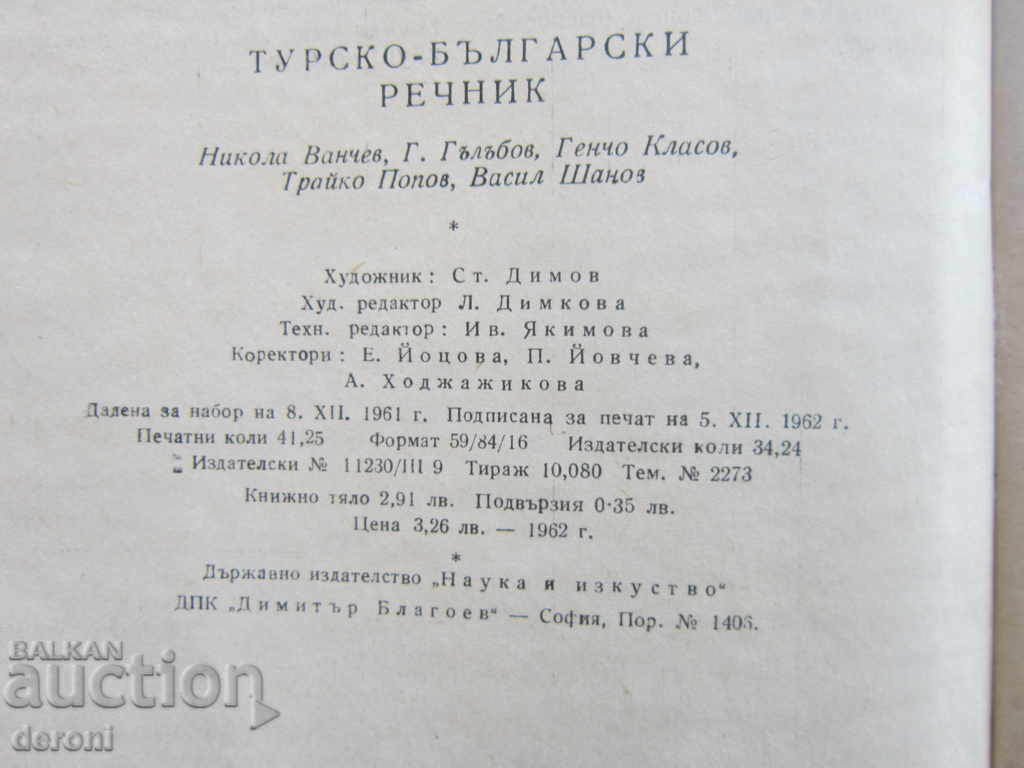 ТУРСКО-БЪЛГАРСКИ
РЕЧНИК
Никола Ванчев, Г. Гълъбов, Генчо Класов,
Трайко Попов, Васил Шанов
*
Художник: Ст. Димов
Худ. редактор Л. Димкова
Техн. редактор: Ив. Якимова
Коректори: Е. Йоцова, П. Йовчева,
А. Ходжажикова
Дадена за набор на 8. XII. 1961 г. Подписана за печат на 5. XII. 1962 г.
Печатни коли 41,25 Формат 59/84/16 Издателски коли 34,24
Издателски № 11230/III 9 Тираж 10,080 Тем. № 2273
Книжно тяло 2,91 лв. Подвързия 0·35 лв.
Цена 3,26 лв. — 1962 г.
*
Държавно издателство „Наука и изкуство“
ДПК „Димитър Благоев“ — София, Пор. № 1406.
BALKAN
auction
deroni